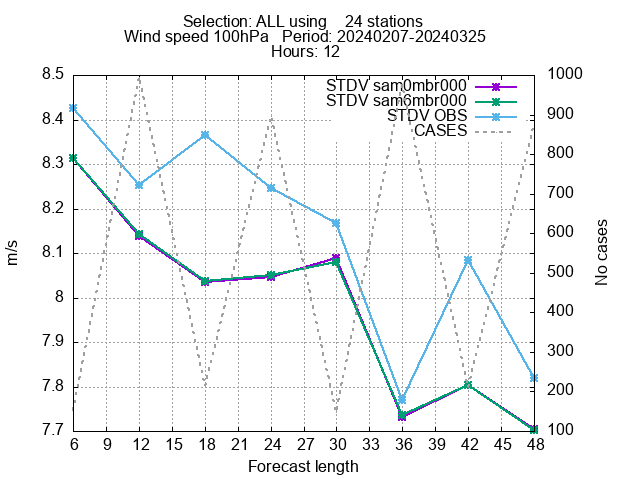 Selection: ALL using    24 stations
Wind speed 100hPa   Period: 20240207-20240325
Hours: 12
STDV sam0mbr000
STDV sam6mbr000
STDV OBS
CASES
8.5
8.4
8.3
8.2
8.1
8
7.9
7.8
7.7
m/s
1000
900
800
700
600
500
400
300
200
100
No cases
6 9 12 15 18 21 24 27 30 33 36 39 42 45 48
Forecast length